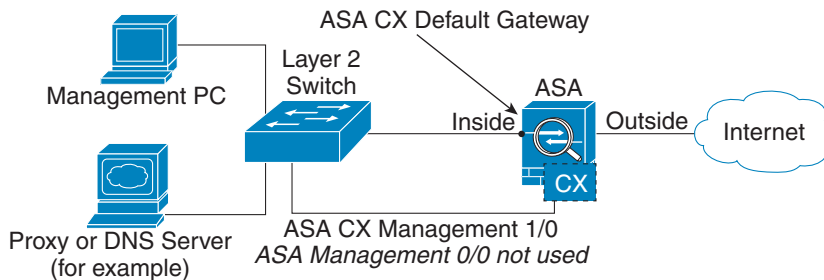 ASA CX Default Gateway
Layer 2
Switch
ASA
Management PC
Inside
Outside
Internet
CX
Proxy or DNS Server
(for example)
ASA CX Management 1/0
ASA Management 0/0 not used